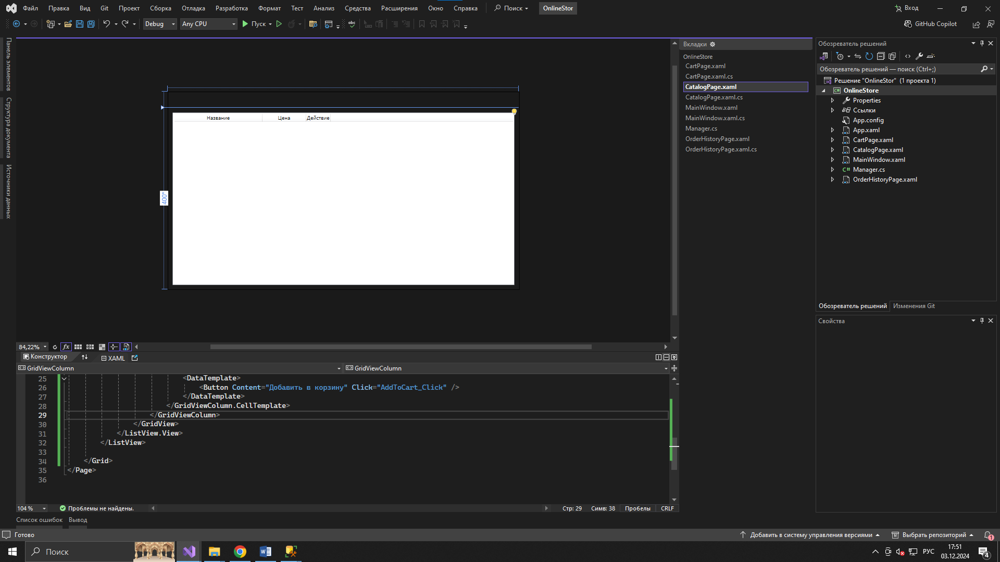 Файл Правка Вид Git Проект Сборка Отладка Разработка Формат Тест Анализ Средства Расширения Окно Справка Поиск OnlineStor Вход
Debug Any CPU Пуск abc GitHub Copilot
Панель элементов
Структура документа
Источники данных
Название Цена Действие
400*
Вкладки
OnlineStore
CartPage.xaml
CartPage.xaml.cs
CatalogPage.xaml
CatalogPage.xaml.cs
MainWindow.xaml
MainWindow.xaml.cs
Manager.cs
OrderHistoryPage.xaml
OrderHistoryPage.xaml.cs
Обозреватель решений
Обозреватель решений — поиск (Ctrl+;)
Решение "OnlineStor" (1 проекта 1)
C# OnlineStore
Properties
Ссылки
App.config
App.xaml
CartPage.xaml
CatalogPage.xaml
MainWindow.xaml
C# Manager.cs
OrderHistoryPage.xaml
Обозреватель решений Изменения Git
Свойства
84,22% fx
Конструктор XAML
GridViewColumn GridViewColumn
25 <DataTemplate>
26 <Button Content="Добавить в корзину" Click="AddToCart_Click" />
27 </DataTemplate>
28 </GridViewColumn.CellTemplate>
29 </GridViewColumn>
30 </GridView>
31 </ListView.View>
32 </ListView>
33
34 </Grid>
35 </Page>
36
104 % Проблемы не найдены. Стр: 29 Симв: 38 Пробелы CRLF
Список ошибок Вывод
Готово Добавить в систему управления версиями Выбрать репозиторий 1
Поиск РУС 17:51 4
03.12.2024